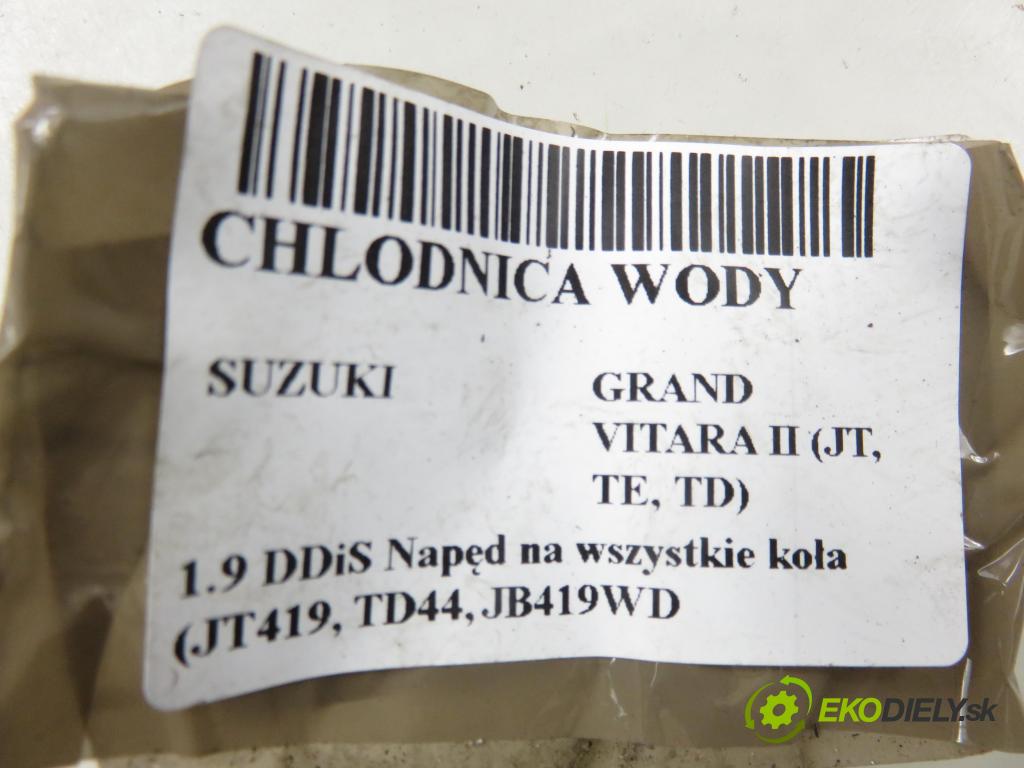 CHLODNICA WODY
SUZUKI
GRAND
VITARA II (JT,
TE, TD)
1.9 DDiS Napęd na wszystkie koła
(JT419, TD44, JB419WD
EKODIELY.sk